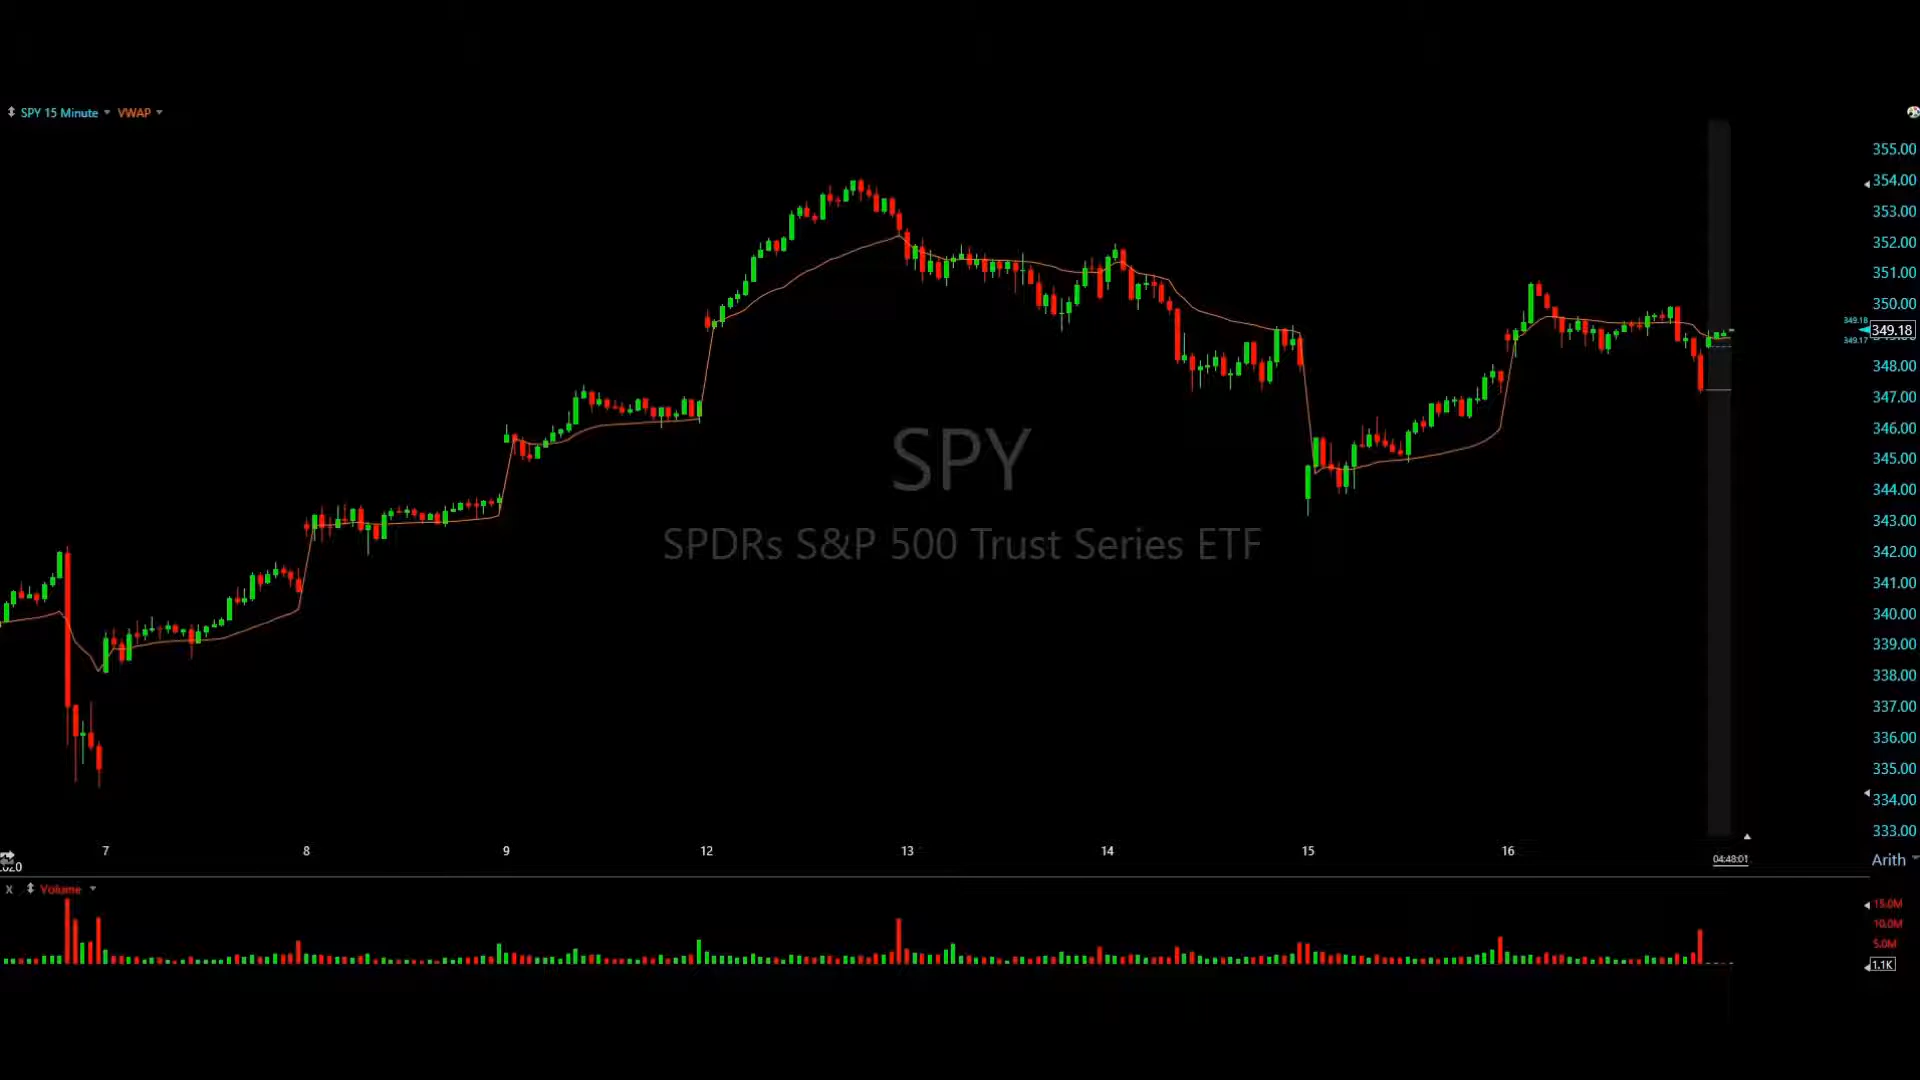 SPY 15 Minute VWAP
355.00
354.00
353.00
352.00
351.00
350.00
349.18
349.18
349.17
348.00
347.00
346.00
345.00
344.00
343.00
342.00
341.00
340.00
339.00
338.00
337.00
336.00
335.00
334.00
333.00
SPY
SPDRs S&P 500 Trust Series ETF
7 8 9 12 13 14 15 16
04:48:01
Arith
X Volume
15.0M
10.0M
5.0M
1.1K